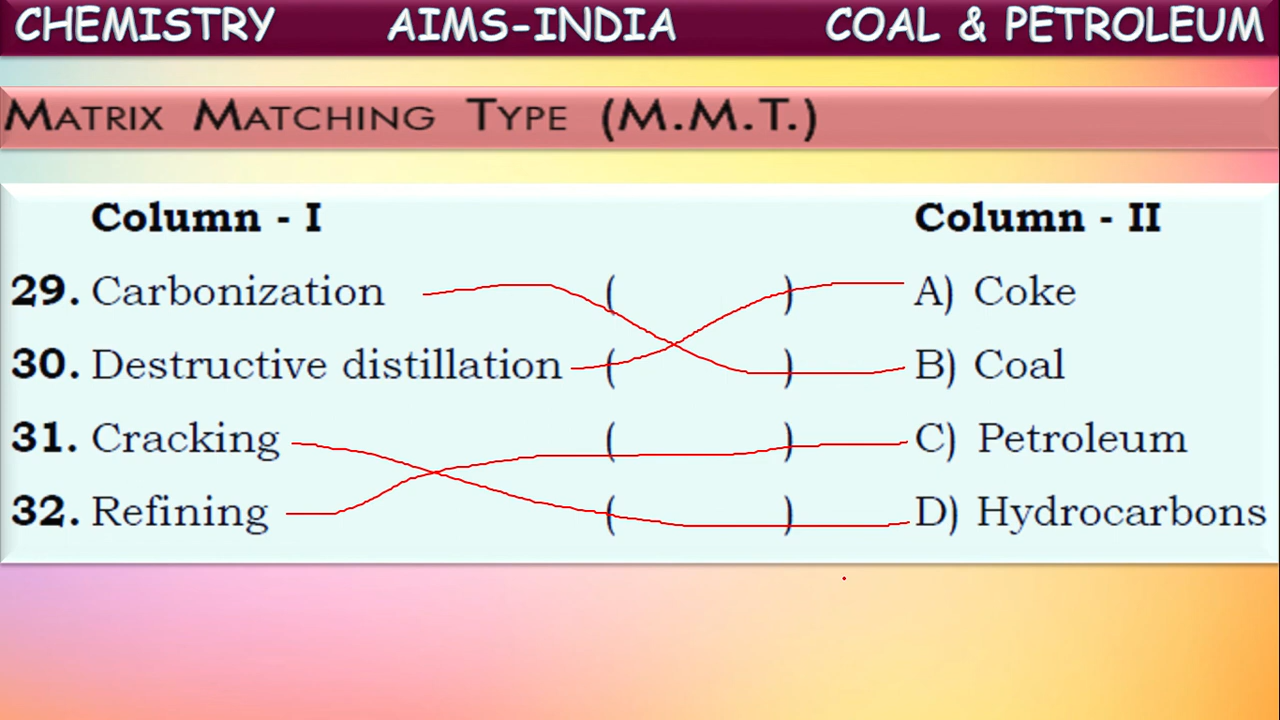 CHEMISTRY AIMS-INDIA COAL & PETROLEUM
MATRIX MATCHING TYPE (M.M.T.)
Column - I Column - II
29. Carbonization ( ) A) Coke
30. Destructive distillation ( ) B) Coal
31. Cracking ( ) C) Petroleum
32. Refining ( ) D) Hydrocarbons